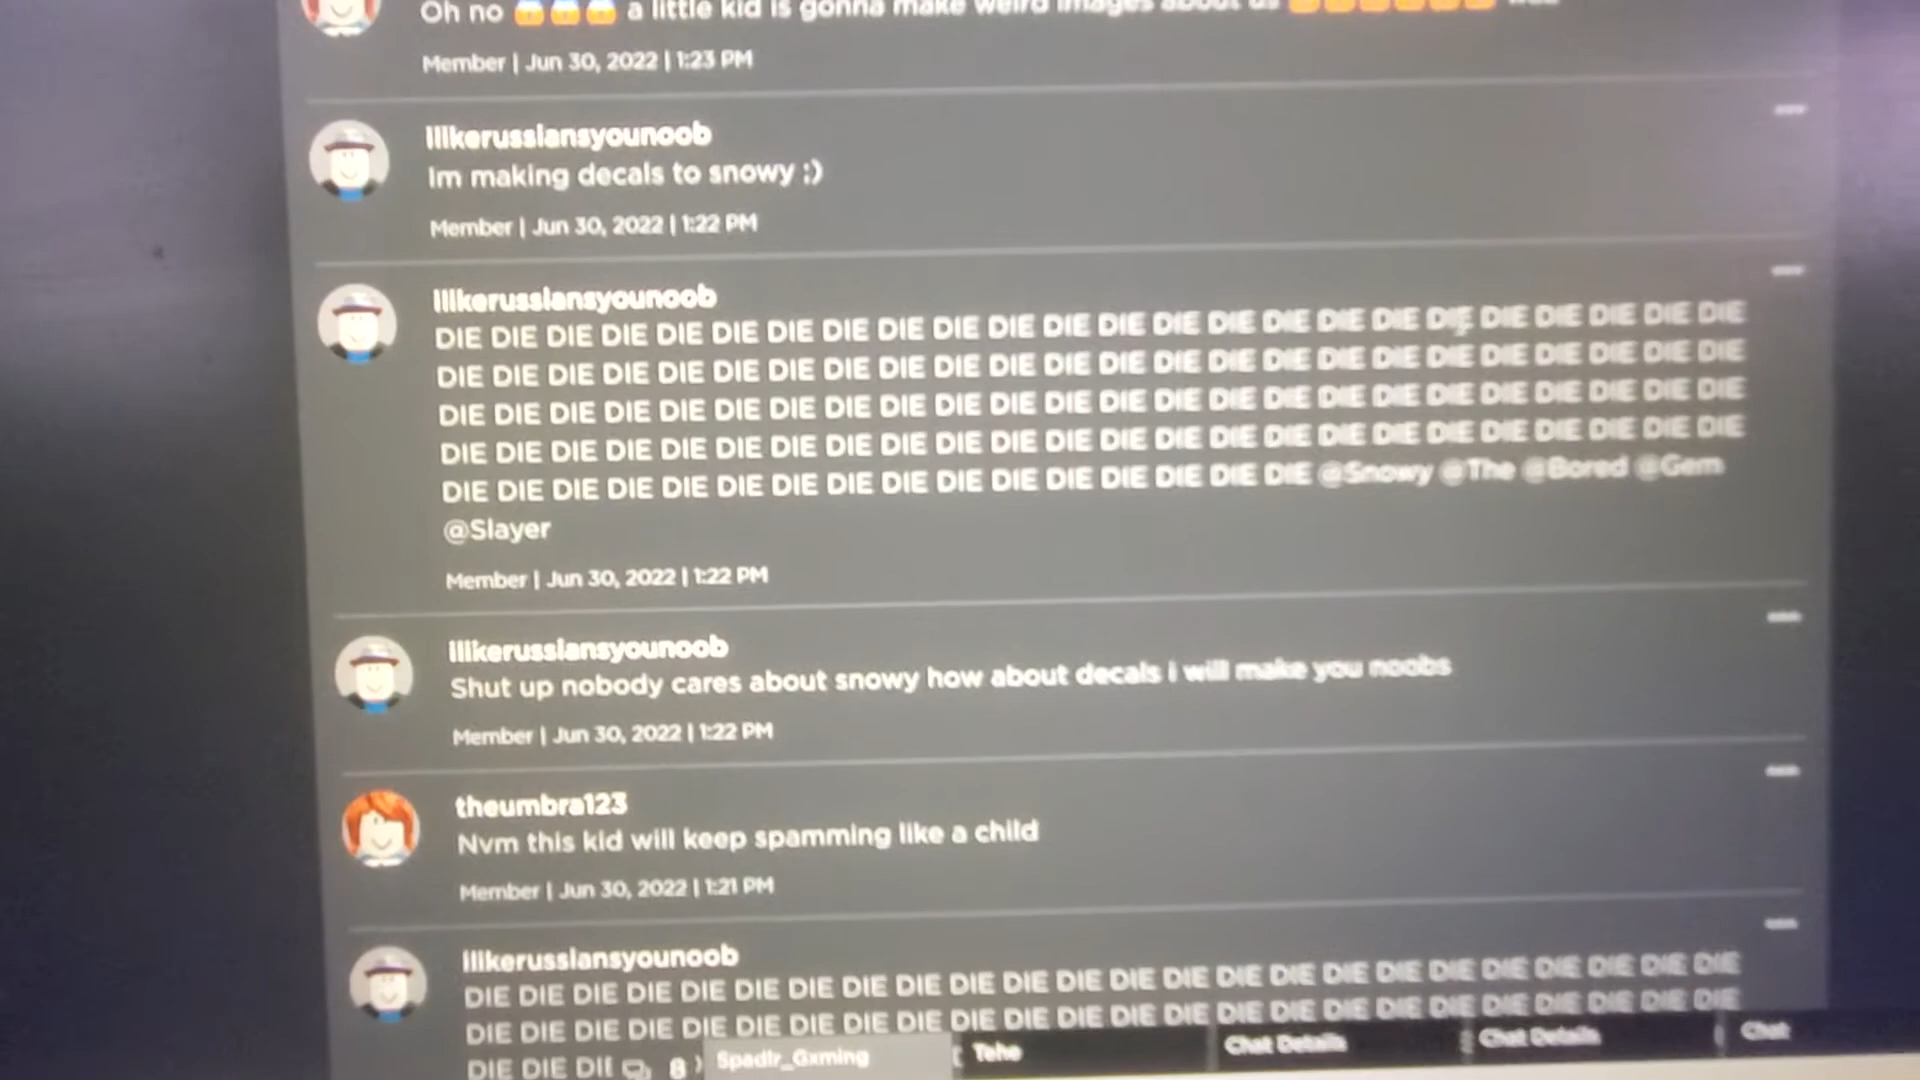 Oh no 😱😱😱 a little kid is gonna make weird images about us
Member | Jun 30, 2022 | 1:23 PM
Iiikerussiansyounoob
Im making decals to snowy :)
Member | Jun 30, 2022 | 1:22 PM
Iiikerussiansyounoob
DIE DIE DIE DIE DIE DIE DIE DIE DIE DIE DIE DIE DIE DIE DIE DIE DIE DIE DIE DIE DIE DIE DIE DIE
DIE DIE DIE DIE DIE DIE DIE DIE DIE DIE DIE DIE DIE DIE DIE DIE DIE DIE DIE DIE DIE DIE DIE DIE
DIE DIE DIE DIE DIE DIE DIE DIE DIE DIE DIE DIE DIE DIE DIE DIE DIE DIE DIE DIE DIE DIE DIE DIE
DIE DIE DIE DIE DIE DIE DIE DIE DIE DIE DIE DIE DIE DIE DIE DIE DIE DIE DIE DIE DIE DIE DIE DIE
DIE DIE DIE DIE DIE DIE DIE DIE DIE DIE DIE DIE DIE DIE DIE DIE @Snowy @The @Bored @Gem
@Slayer
Member | Jun 30, 2022 | 1:22 PM
Iiikerussiansyounoob
Shut up nobody cares about snowy how about decals i will make you noobs
Member | Jun 30, 2022 | 1:22 PM
theumbra123
Nvm this kid will keep spamming like a child
Member | Jun 30, 2022 | 1:21 PM
Iiikerussiansyounoob
DIE DIE DIE DIE DIE DIE DIE DIE DIE DIE DIE DIE DIE DIE DIE DIE DIE DIE DIE DIE DIE DIE DIE DIE
DIE DIE DIE DIE DIE DIE DIE DIE DIE DIE DIE DIE DIE DIE DIE DIE DIE DIE DIE DIE DIE DIE DIE DIE
DIE DIE DIE 8
Spadir_Gxming
Tehe
Chat Details
Chat Details
Chat